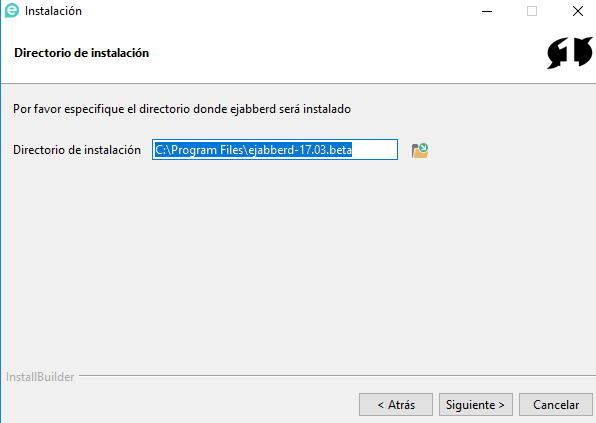 Instalación
Directorio de instalación
Por favor especifique el directorio donde ejabberd será instalado
Directorio de instalación C:\Program Files\ejabberd-17.03.beta
InstallBuilder
< Atrás Siguiente > Cancelar